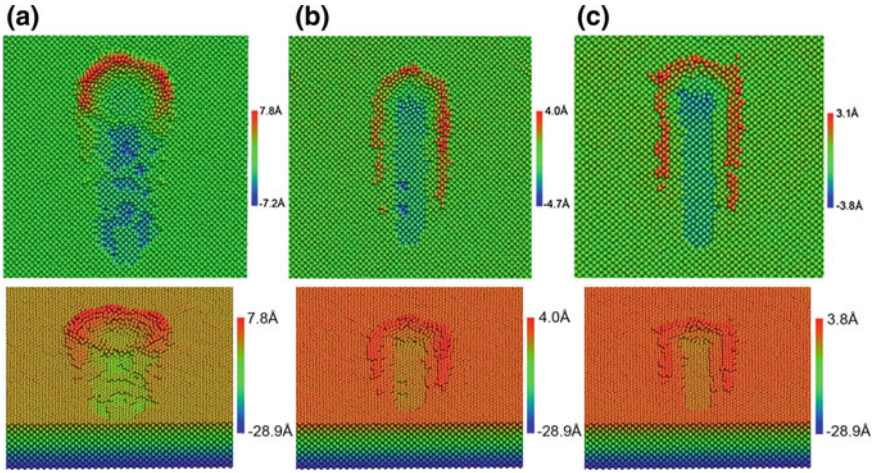 (a) (b) (c)
7.8Å 4.0Å 3.1Å
-7.2Å -4.7Å -3.8Å
7.8Å 4.0Å 3.8Å
-28.9Å -28.9Å -28.9Å